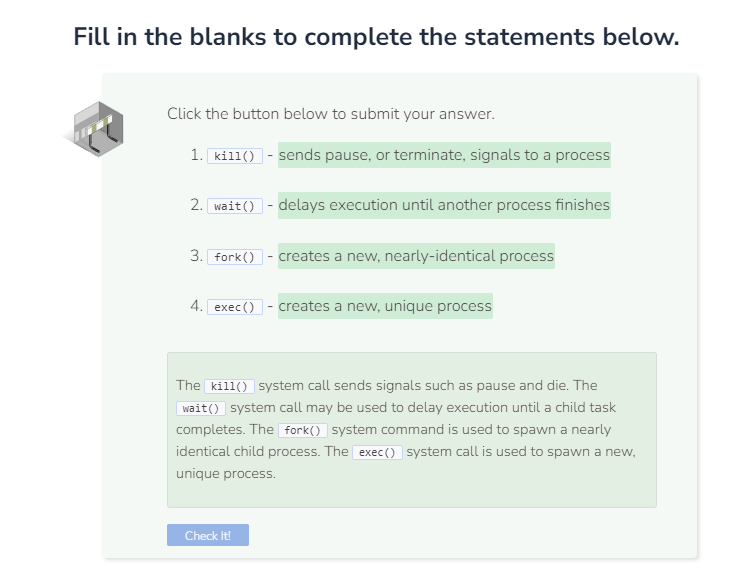 Fill in the blanks to complete the statements below.
Click the button below to submit your answer.
1. kill() - sends pause, or terminate, signals to a process
2. wait() - delays execution until another process finishes
3. fork() - creates a new, nearly-identical process
4. exec() - creates a new, unique process
The kill() system call sends signals such as pause and die. The
wait() system call may be used to delay execution until a child task
completes. The fork() system command is used to spawn a nearly
identical child process. The exec() system call is used to spawn a new,
unique process.
Check It!